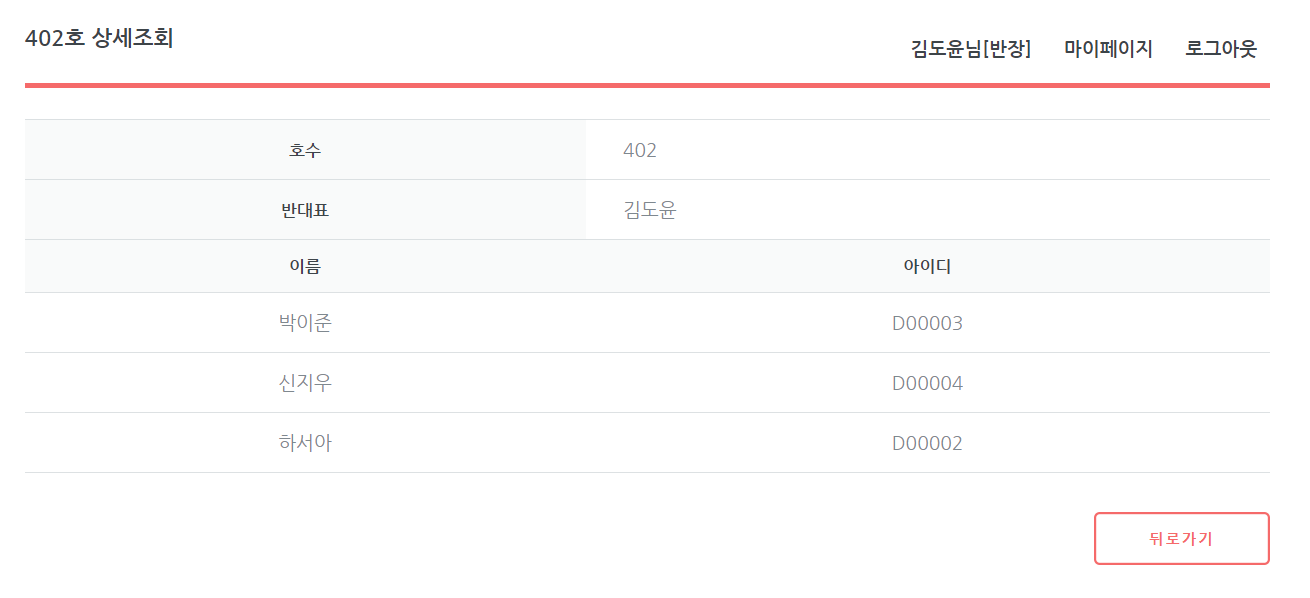 402호 상세조회
김도윤님[반장] 마이페이지 로그아웃
호수 402
반대표 김도윤
이름 아이디
박이준 D00003
신지우 D00004
하서아 D00002
뒤로가기